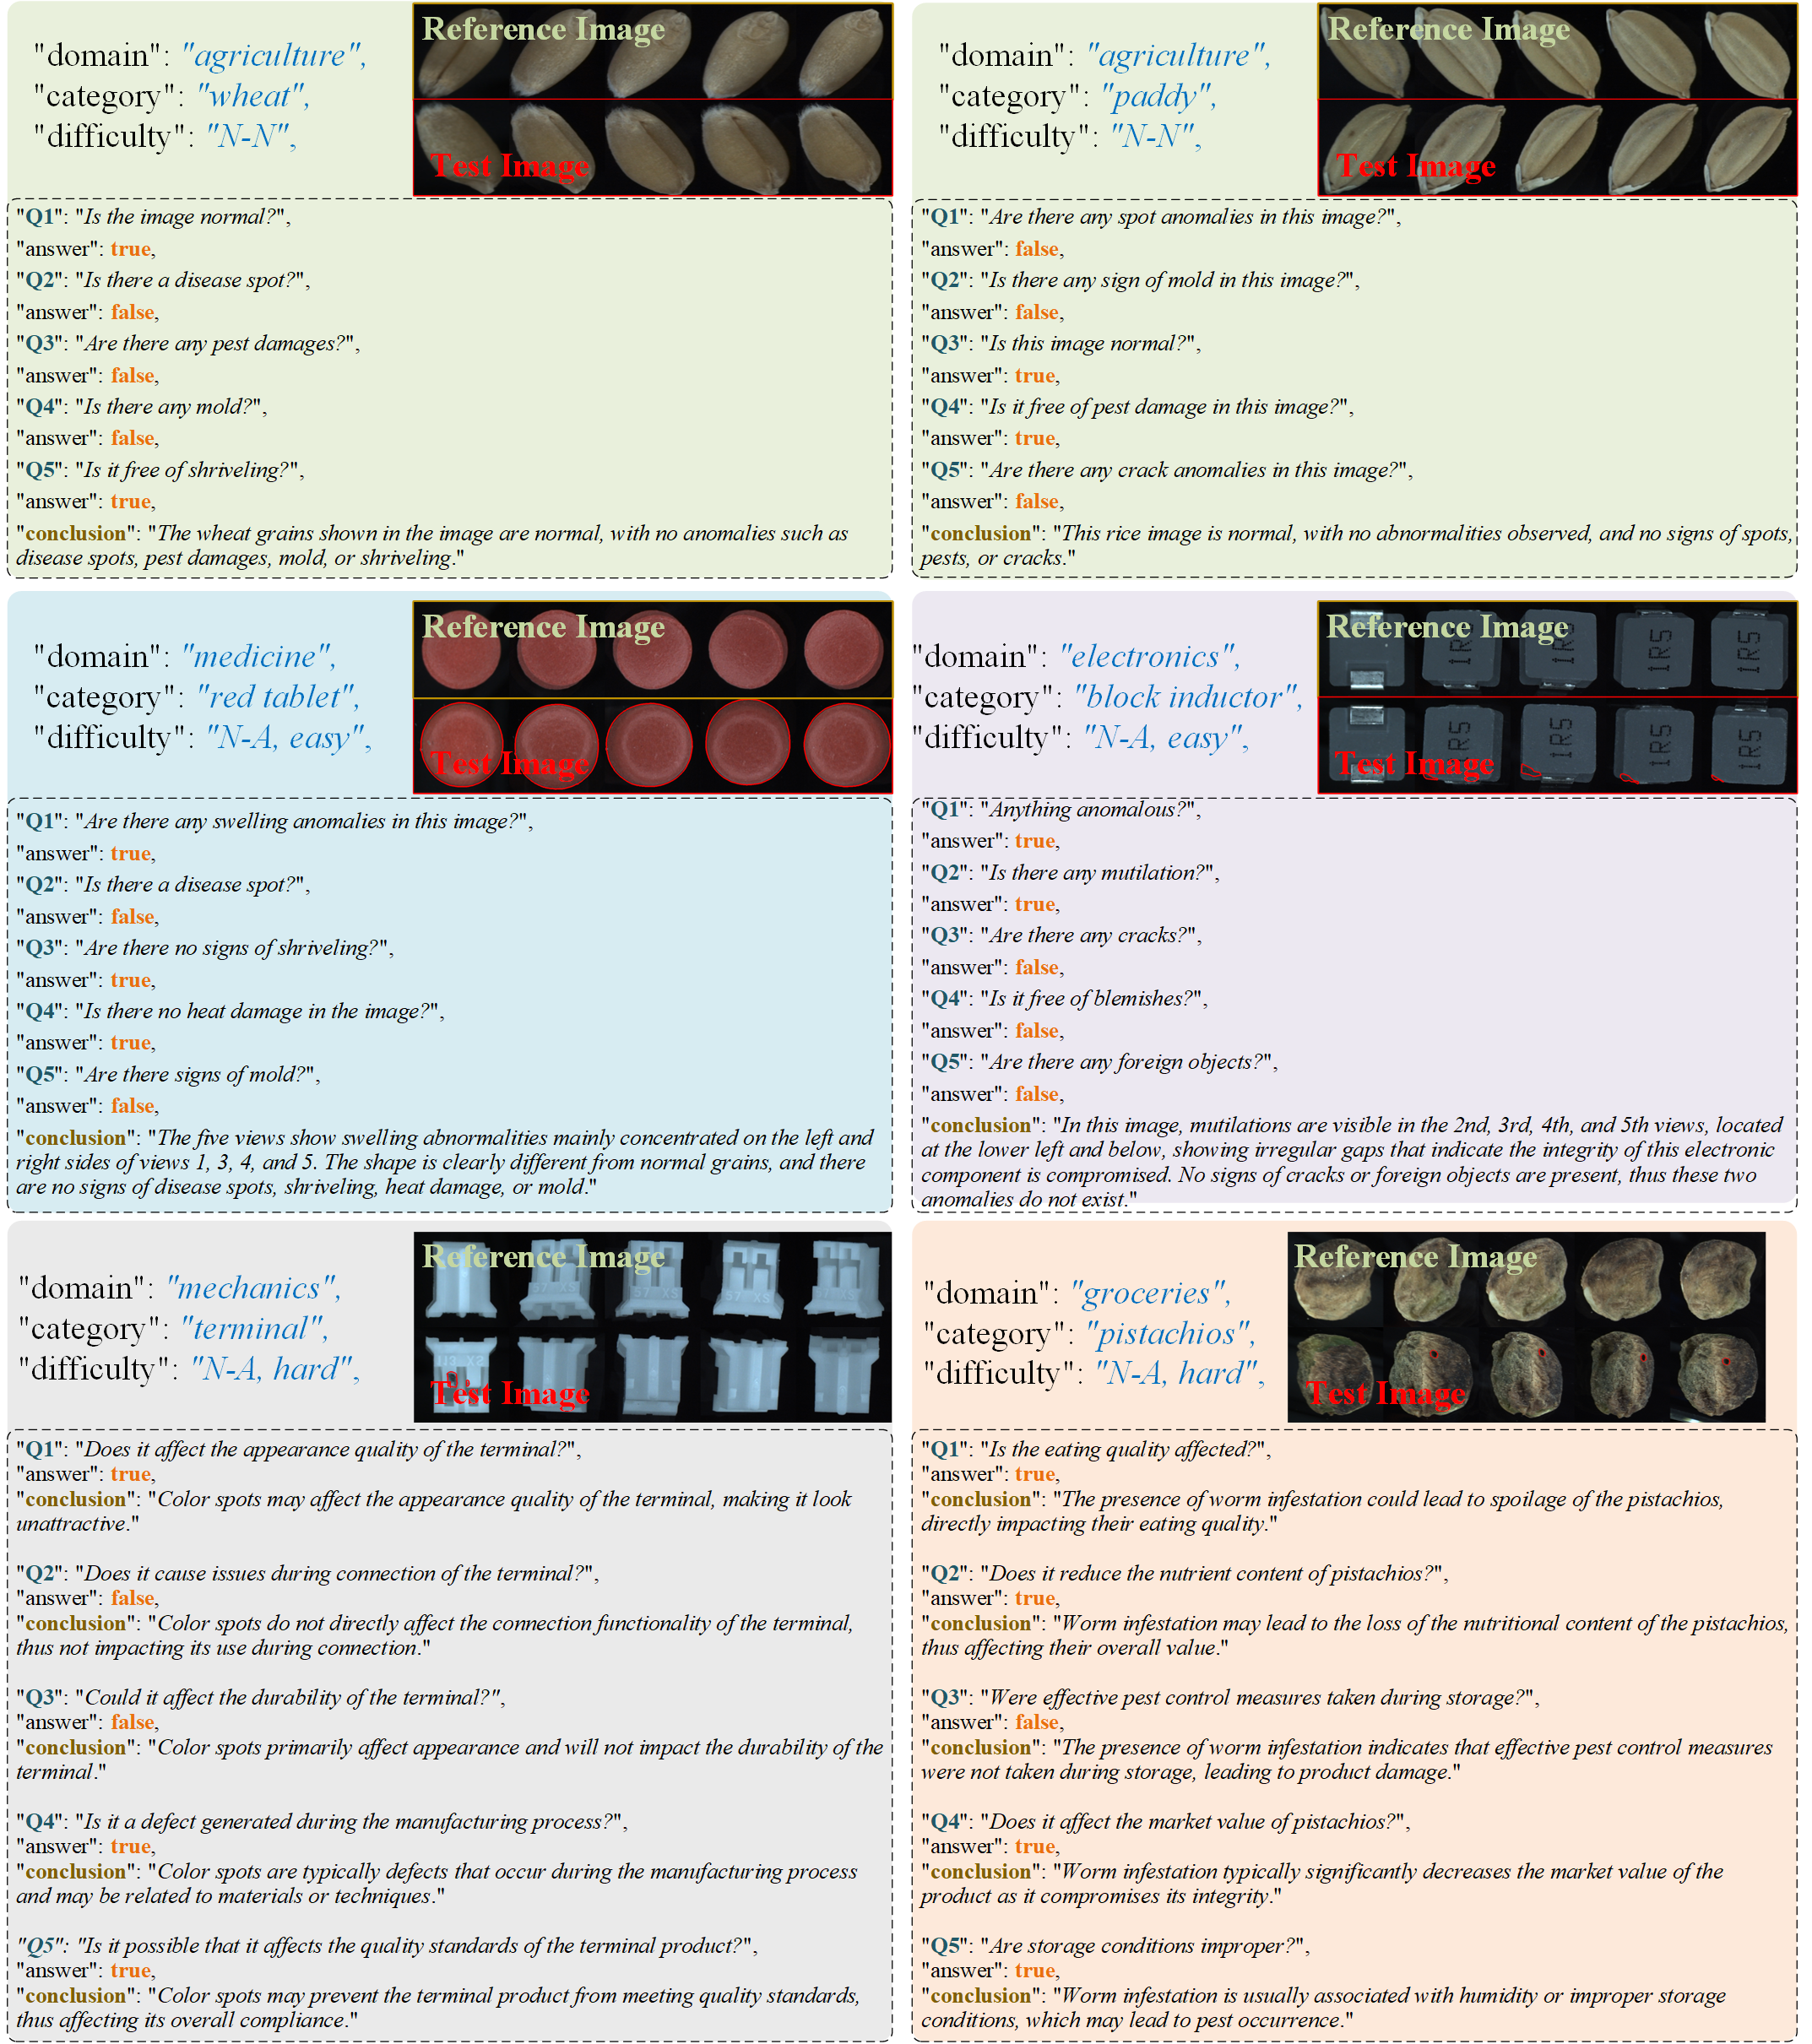 "domain": "agriculture",
"category": "wheat",
"difficulty": "N-N",
Reference Image
Test Image
"Q1": "Is the image normal?",
"answer": true,
"Q2": "Is there a disease spot?",
"answer": false,
"Q3": "Are there any pest damages?",
"answer": false,
"Q4": "Is there any mold?",
"answer": false,
"Q5": "Is it free of shriveling?",
"answer": true,
"conclusion": "The wheat grains shown in the image are normal, with no anomalies such as
disease spots, pest damages, mold, or shriveling."
"domain": "agriculture",
"category": "paddy",
"difficulty": "N-N",
Reference Image
Test Image
"Q1": "Are there any spot anomalies in this image?",
"answer": false,
"Q2": "Is there any sign of mold in this image?",
"answer": false,
"Q3": "Is this image normal?",
"answer": true,
"Q4": "Is it free of pest damage in this image?",
"answer": true,
"Q5": "Are there any crack anomalies in this image?",
"answer": false,
"conclusion": "This rice image is normal, with no abnormalities observed, and no signs of spots,
pests, or cracks."
"domain": "medicine",
"category": "red tablet",
"difficulty": "N-A, easy",
Reference Image
Test Image
"Q1": "Are there any swelling anomalies in this image?",
"answer": true,
"Q2": "Is there a disease spot?",
"answer": false,
"Q3": "Are there no signs of shriveling?",
"answer": true,
"Q4": "Is there no heat damage in the image?",
"answer": true,
"Q5": "Are there signs of mold?",
"answer": false,
"conclusion": "The five views show swelling abnormalities mainly concentrated on the left and
right sides of views 1, 3, 4, and 5. The shape is clearly different from normal grains, and there
are no signs of disease spots, shriveling, heat damage, or mold."
"domain": "electronics",
"category": "block inductor",
"difficulty": "N-A, easy",
Reference Image
1R5 1R5 1R5 1R5
Test Image
1R5 1R5 1R5 1R5
"Q1": "Anything anomalous?",
"answer": true,
"Q2": "Is there any mutilation?",
"answer": true,
"Q3": "Are there any cracks?",
"answer": false,
"Q4": "Is it free of blemishes?",
"answer": false,
"Q5": "Are there any foreign objects?",
"answer": false,
"conclusion": "In this image, mutilations are visible in the 2nd, 3rd, 4th, and 5th views, located
at the lower left and below, showing irregular gaps that indicate the integrity of this electronic
component is compromised. No signs of cracks or foreign objects are present, thus these two
anomalies do not exist."
"domain": "mechanics",
"category": "terminal",
"difficulty": "N-A, hard",
Reference Image
57 XS 57 XS 57 XS 57 XS
Test Image
"Q1": "Does it affect the appearance quality of the terminal?",
"answer": true,
"conclusion": "Color spots may affect the appearance quality of the terminal, making it look
unattractive."
"Q2": "Does it cause issues during connection of the terminal?",
"answer": false,
"conclusion": "Color spots do not directly affect the connection functionality of the terminal,
thus not impacting its use during connection."
"Q3": "Could it affect the durability of the terminal?",
"answer": false,
"conclusion": "Color spots primarily affect appearance and will not impact the durability of the
terminal."
"Q4": "Is it a defect generated during the manufacturing process?",
"answer": true,
"conclusion": "Color spots are typically defects that occur during the manufacturing process
and may be related to materials or techniques."
"Q5": "Is it possible that it affects the quality standards of the terminal product?",
"answer": true,
"conclusion": "Color spots may prevent the terminal product from meeting quality standards,
thus affecting its overall compliance."
"domain": "groceries",
"category": "pistachios",
"difficulty": "N-A, hard",
Reference Image
Test Image
"Q1": "Is the eating quality affected?",
"answer": true,
"conclusion": "The presence of worm infestation could lead to spoilage of the pistachios,
directly impacting their eating quality."
"Q2": "Does it reduce the nutrient content of pistachios?",
"answer": true,
"conclusion": "Worm infestation may lead to the loss of the nutritional content of the pistachios,
thus affecting their overall value."
"Q3": "Were effective pest control measures taken during storage?",
"answer": false,
"conclusion": "The presence of worm infestation indicates that effective pest control measures
were not taken during storage, leading to product damage."
"Q4": "Does it affect the market value of pistachios?",
"answer": true,
"conclusion": "Worm infestation typically significantly decreases the market value of the
product as it compromises its integrity."
"Q5": "Are storage conditions improper?",
"answer": true,
"conclusion": "Worm infestation is usually associated with humidity or improper storage
conditions, which may lead to pest occurrence."